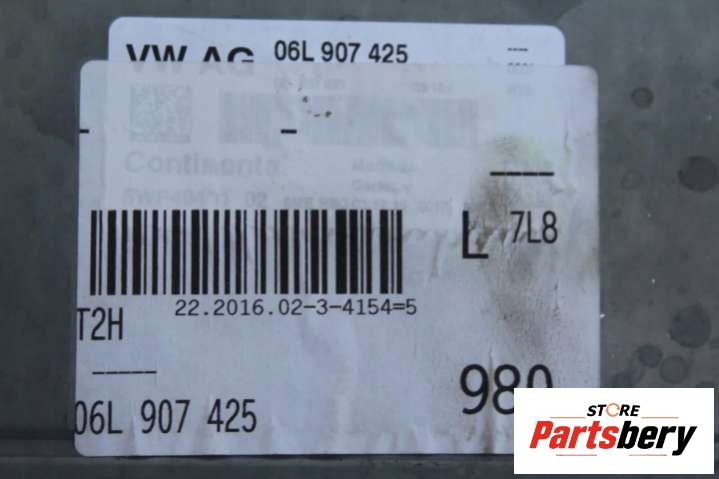 VW AG 06L 907 425
Continental
L 7L8
22.2016.02-3-4154=5
T2H
980
06L 907 425
STORE
Partsbery